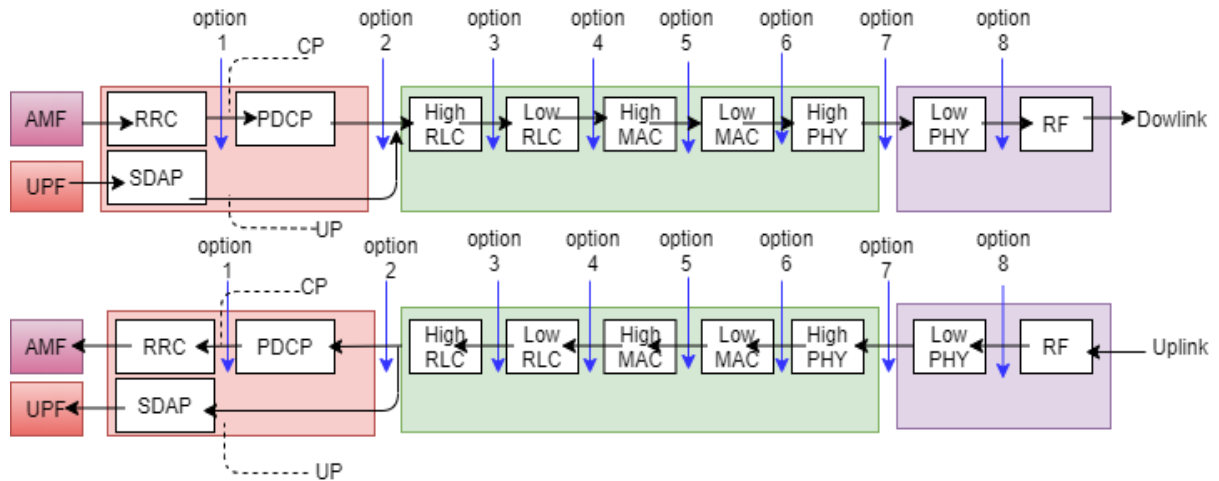 option option option option option option option option
1 2 3 4 5 6 7 8
CP
AMF RRC PDCP High Low High Low High Low RF Dowlink
RLC RLC MAC MAC PHY PHY
UPF SDAP
UP
option option option option option option option option
1 2 3 4 5 6 7 8
CP
AMF RRC PDCP High Low High Low High Low RF Uplink
RLC RLC MAC MAC PHY PHY
UPF SDAP
UP